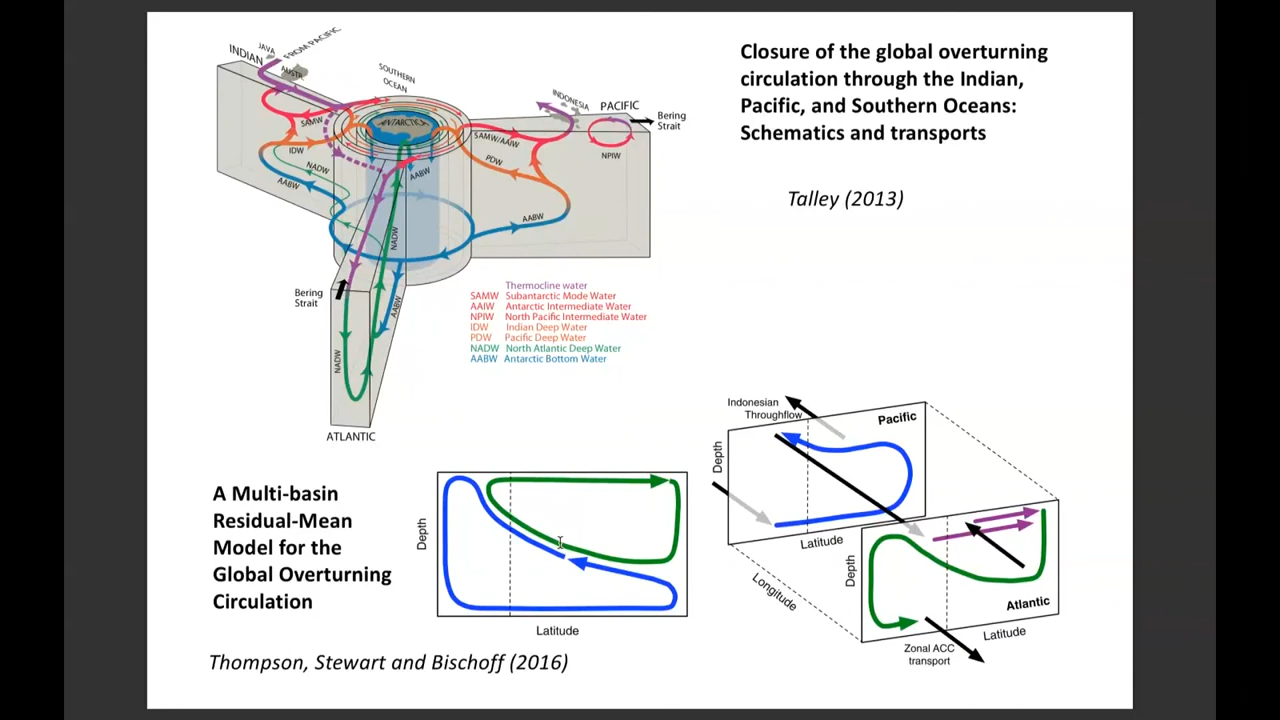 Closure of the global overturning
circulation through the Indian,
Pacific, and Southern Oceans:
Schematics and transports
Talley (2013)
INDIAN
JAVA
FROM PACIFIC
AUSTR.
SOUTHERN
OCEAN
ANTARCTICA
INDONESIA
PACIFIC
Bering
Strait
SAMW
IDW
NADW
AABW
AABW
SAMW/AAIW
PDW
NPIW
AABW
NADW
AABW
Bering
Strait
NADW
ATLANTIC
Thermocline water
SAMW Subantarctic Mode Water
AAIW Antarctic Intermediate Water
NPIW North Pacific Intermediate Water
IDW Indian Deep Water
PDW Pacific Deep Water
NADW North Atlantic Deep Water
AABW Antarctic Bottom Water
A Multi-basin
Residual-Mean
Model for the
Global Overturning
Circulation
Thompson, Stewart and Bischoff (2016)
Depth
Latitude
Indonesian
Throughflow
Pacific
Depth
Latitude
Longitude
Depth
Atlantic
Latitude
Zonal ACC
transport